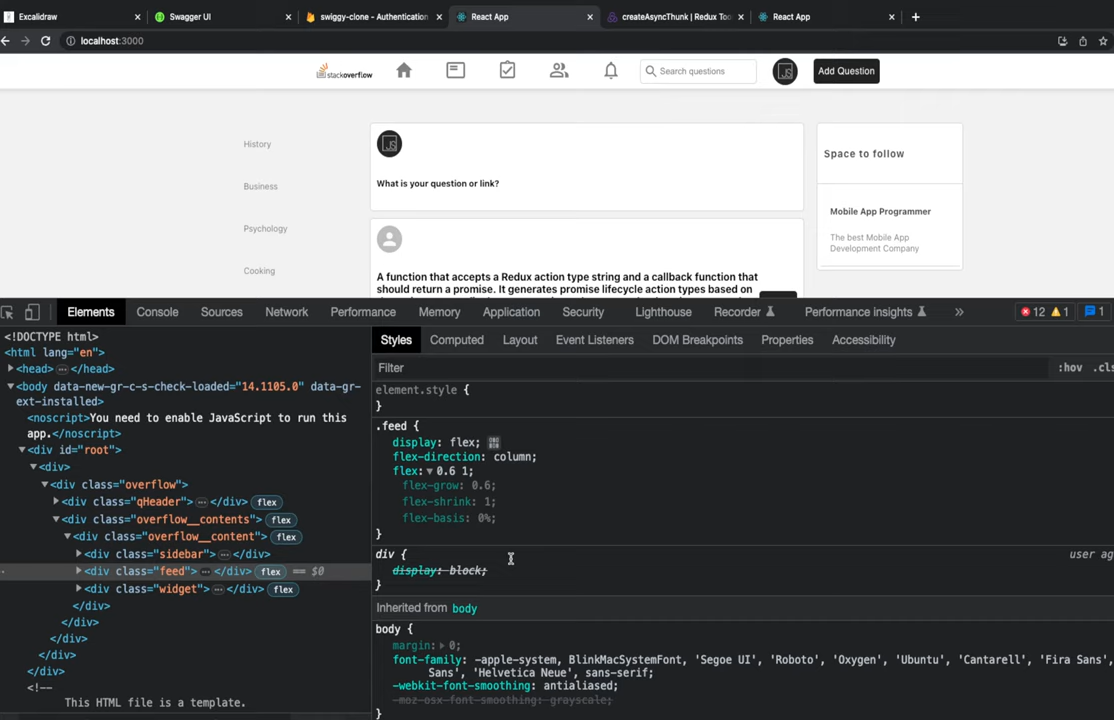 Excalidraw
Swagger UI
swiggy-clone - Authentication
React App
createAsyncThunk | Redux Too
React App
localhost:3000
stackoverflow
Search questions
JS
Add Question
History
Business
Psychology
Cooking
JS
What is your question or link?
A function that accepts a Redux action type string and a callback function that
should return a promise. It generates promise lifecycle action types based on
Space to follow
Mobile App Programmer
The best Mobile App
Development Company
Elements
Console
Sources
Network
Performance
Memory
Application
Security
Lighthouse
Recorder
Performance insights
»
12
1
1
<!DOCTYPE html>
<html lang="en">
<head> ⋯ </head>
<body data-new-gr-c-s-check-loaded="14.1105.0" data-gr-
ext-installed>
<noscript>You need to enable JavaScript to run this
app.</noscript>
<div id="root">
<div>
<div class="overflow">
<div class="qHeader"> ⋯ </div> flex
<div class="overflow__contents"> flex
<div class="overflow__content"> flex
<div class="sidebar"> ⋯ </div>
<div class="feed"> ⋯ </div> flex == $0
<div class="widget"> ⋯ </div> flex
</div>
</div>
</div>
</div>
</div>
<!--
This HTML file is a template.
Styles
Computed
Layout
Event Listeners
DOM Breakpoints
Properties
Accessibility
Filter
:hov
.cls
element.style {
}
.feed {
display: flex;
flex-direction: column;
flex: 0.6 1;
flex-grow: 0.6;
flex-shrink: 1;
flex-basis: 0%;
}
div {
user ag
display: block;
}
Inherited from body
body {
margin: 0;
font-family: -apple-system, BlinkMacSystemFont, 'Segoe UI', 'Roboto', 'Oxygen', 'Ubuntu', 'Cantarell', 'Fira Sans',
Sans', 'Helvetica Neue', sans-serif;
-webkit-font-smoothing: antialiased;
-moz-osx-font-smoothing: grayscale;
}